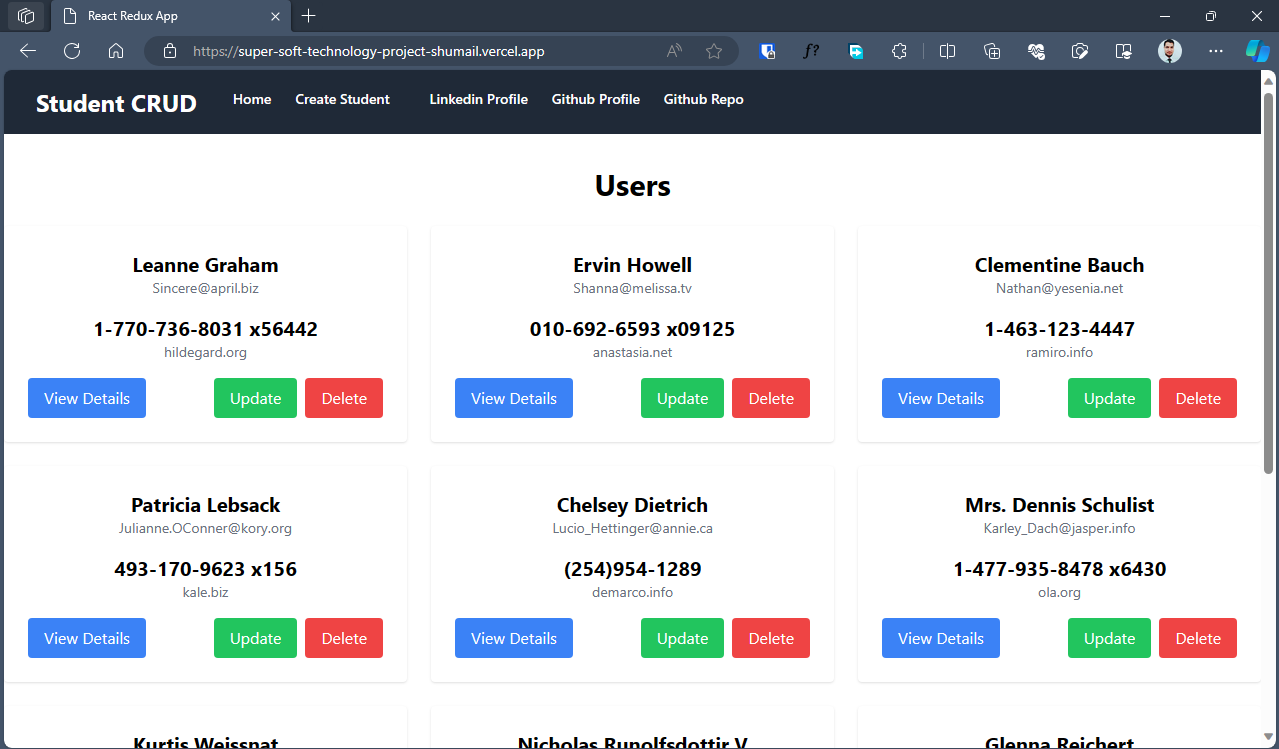 React Redux App
https://super-soft-technology-project-shumail.vercel.app
Student CRUD Home Create Student Linkedin Profile Github Profile Github Repo
Users
Leanne Graham
Sincere@april.biz
1-770-736-8031 x56442
hildegard.org
View Details Update Delete
Ervin Howell
Shanna@melissa.tv
010-692-6593 x09125
anastasia.net
View Details Update Delete
Clementine Bauch
Nathan@yesenia.net
1-463-123-4447
ramiro.info
View Details Update Delete
Patricia Lebsack
Julianne.OConner@kory.org
493-170-9623 x156
kale.biz
View Details Update Delete
Chelsey Dietrich
Lucio_Hettinger@annie.ca
(254)954-1289
demarco.info
View Details Update Delete
Mrs. Dennis Schulist
Karley_Dach@jasper.info
1-477-935-8478 x6430
ola.org
View Details Update Delete
Kurtis Weissnat
Nicholas Runolfsdottir V
Glenna Reichert